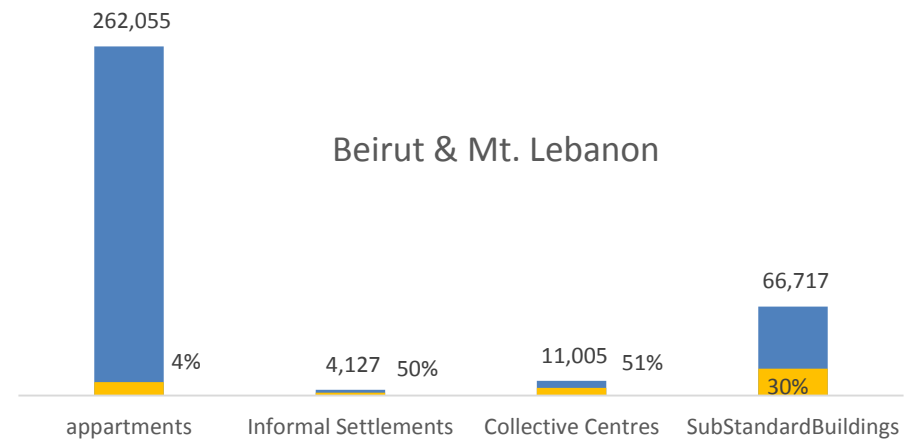 262,055
Beirut & Mt. Lebanon
66,717
4%
4,127 50%
11,005 51%
30%
appartments
Informal Settlements
Collective Centres
SubStandardBuildings